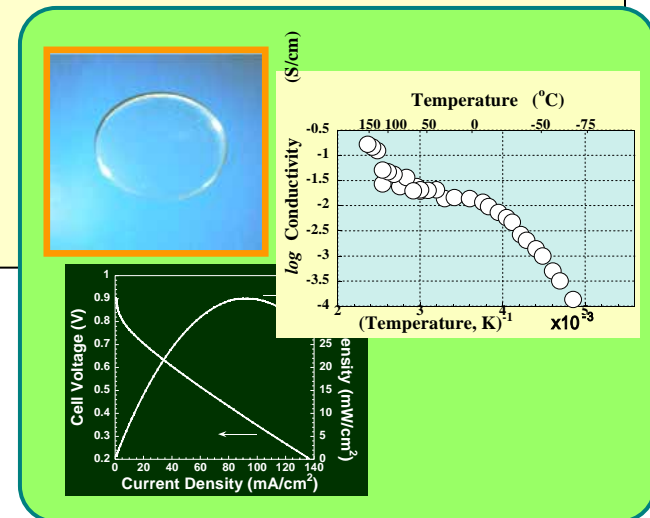 Temperature (°C)
150 100 50 0 -50 -75
log Conductivity (S/cm)
-0.5
-1
-1.5
-2
-2.5
-3
-3.5
-4
2 3 4 5
(Temperature, K)-1 x10-3
Cell Voltage (V)
1
0.9
0.8
0.7
0.6
0.5
0.4
0.3
0.2
0 20 40 60 80 100 120 140
Current Density (mA/cm2)
25
20
15
10
5
0
(mW/cm2)